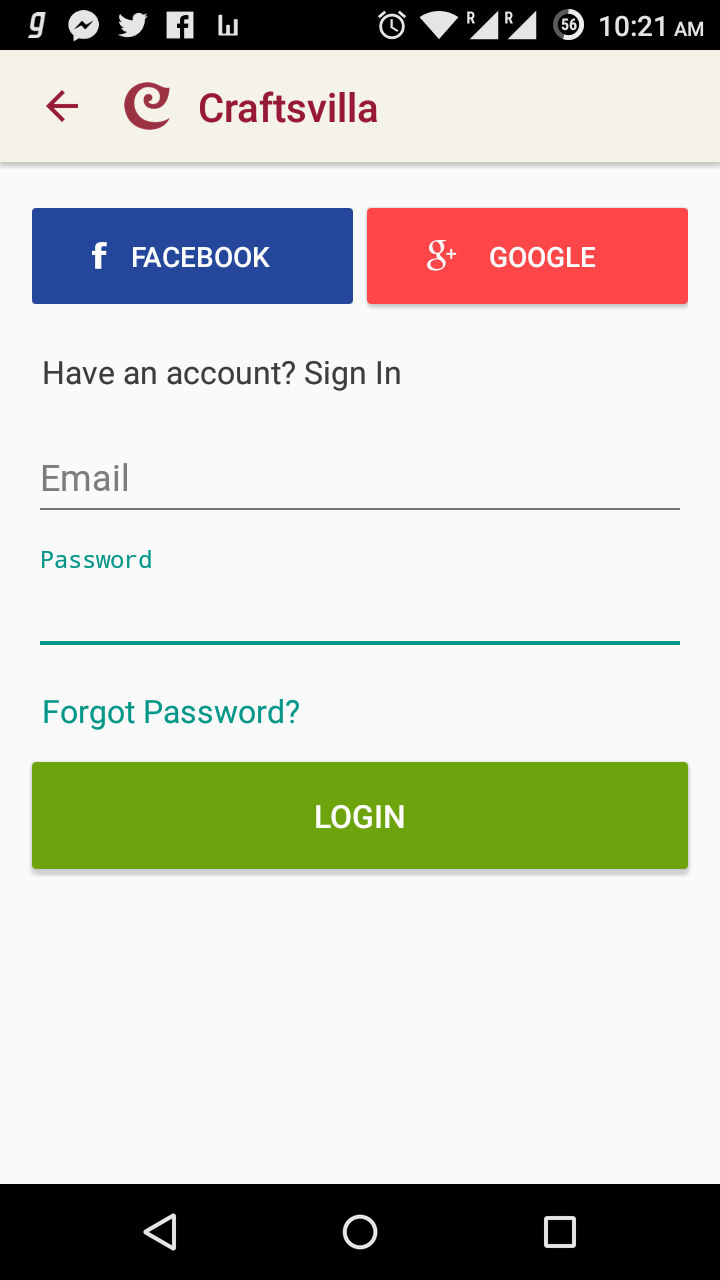 56 10:21 AM
Craftsvilla
f FACEBOOK
g+ GOOGLE
Have an account? Sign In
Email
Password
Forgot Password?
LOGIN